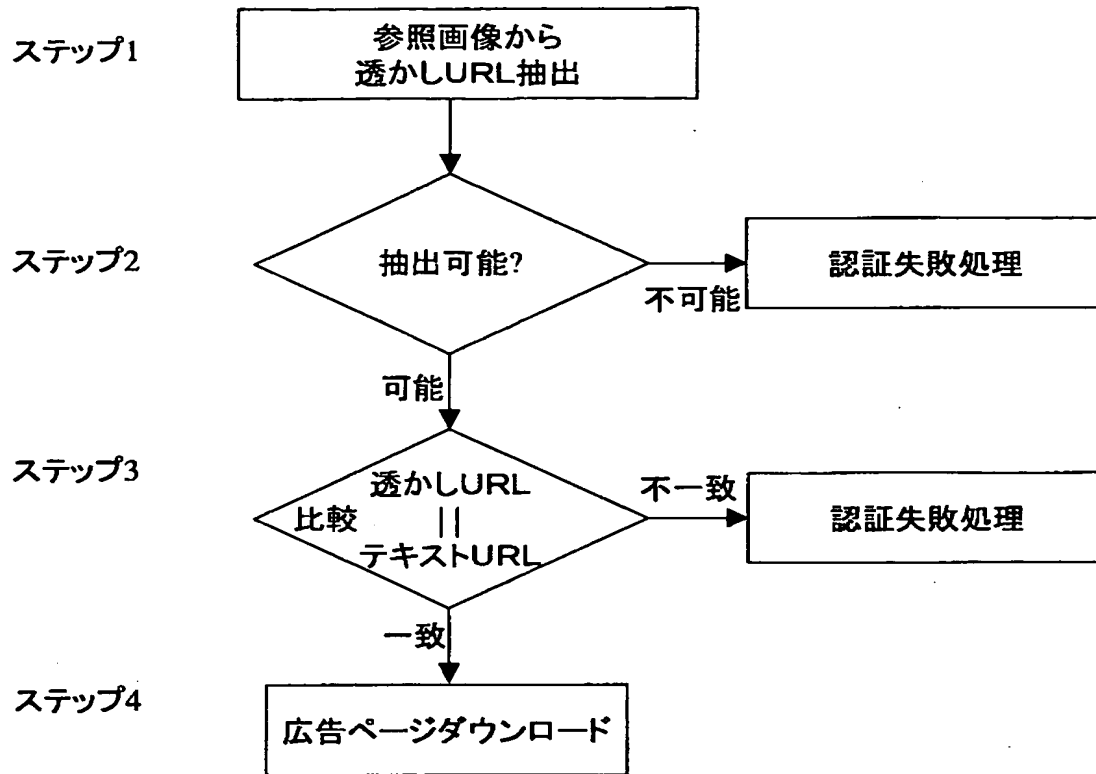 ステップ1
参照画像から
透かしURL抽出
ステップ2
抽出可能?
不可能
認証失敗処理
可能
ステップ3
透かしURL
比較 ||
テキストURL
不一致
認証失敗処理
一致
ステップ4
広告ページダウンロード